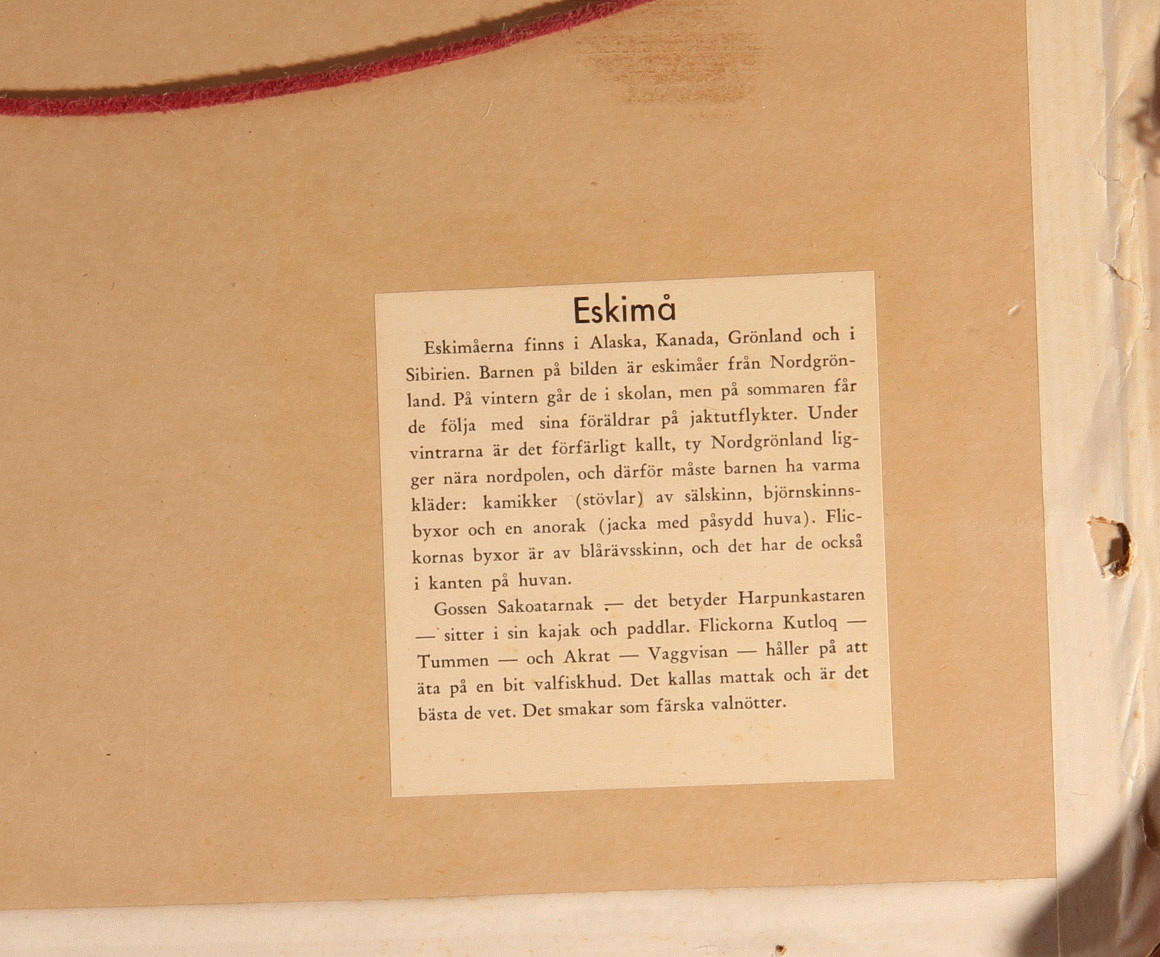 Eskimå
Eskimåerna finns i Alaska, Kanada, Grönland och i
Sibirien. Barnen på bilden är eskimåer från Nordgrön-
land. På vintern går de i skolan, men på sommaren får
de följa med sina föräldrar på jaktutflykter. Under
vintrarna är det förfärligt kallt, ty Nordgrönland lig-
ger nära nordpolen, och därför måste barnen ha varma
kläder: kamikker (stövlar) av sälskinn, björnskinns-
byxor och en anorak (jacka med påsydd huva). Flic-
kornas byxor är av blårävsskinn, och det har de också
i kanten på huvan.
Gossen Sakoatarnak — det betyder Harpunkastaren
— sitter i sin kajak och paddlar. Flickorna Kutloq —
Tummen — och Akrat — Vaggvisan — håller på att
äta på en bit valfiskhud. Det kallas mattak och är det
bästa de vet. Det smakar som färska valnötter.